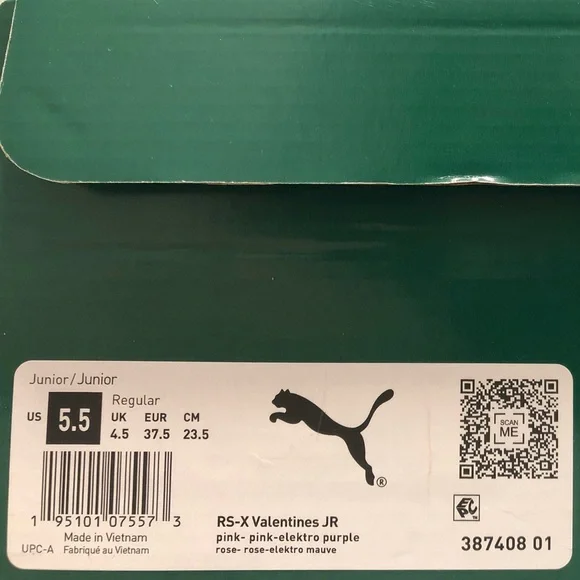 Junior/Junior
Regular
US 5.5 UK EUR CM
4.5 37.5 23.5
1 95101 07557 3
Made in Vietnam
UPC-A Fabriqué au Vietnam
®
RS-X Valentines JR
pink- pink-elektro purple
rose- rose-elektro mauve
SCAN
ME
387408 01